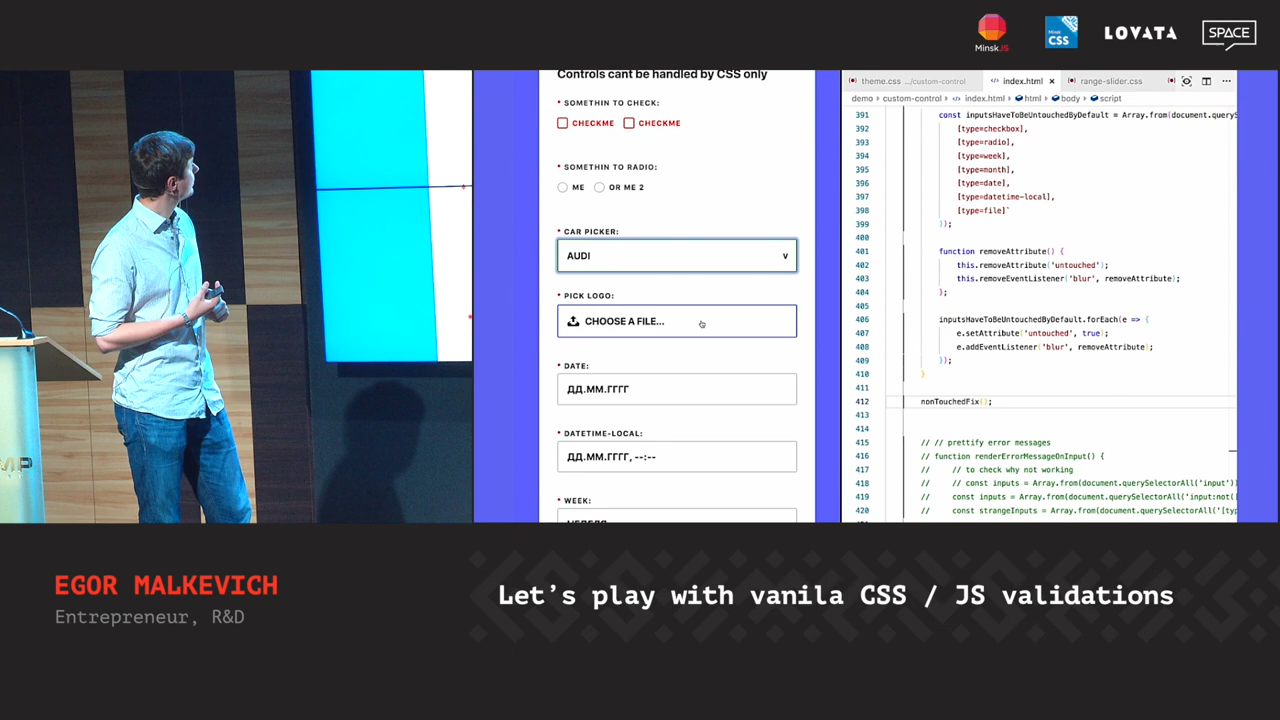 MinskJS
Minsk
CSS
LOVATA
SPACE
Controls cant be handled by CSS only
* SOMETHIN TO CHECK:
CHECKME
CHECKME
* SOMETHIN TO RADIO:
ME
OR ME 2
* CAR PICKER:
AUDI
* PICK LOGO:
CHOOSE A FILE...
* DATE:
ДД.ММ.ГГГГ
* DATETIME-LOCAL:
ДД.ММ.ГГГГ, --:--
* WEEK:
theme.css .../custom-control
index.html
range-slider.css
demo > custom-control > index.html > html > body > script
391 const inputsHaveToBeUntouchedByDefault = Array.from(document.queryS
392 [type=checkbox],
393 [type=radio],
394 [type=week],
395 [type=month],
396 [type=date],
397 [type=datetime-local],
398 [type=file]`
399 ));
400
401 function removeAttribute() {
402 this.removeAttribute('untouched');
403 this.removeEventListener('blur', removeAttribute);
404 };
405
406 inputsHaveToBeUntouchedByDefault.forEach(e => {
407 e.setAttribute('untouched', true);
408 e.addEventListener('blur', removeAttribute);
409 });
410 }
411
412 nonTouchedFix();
413
414
415 // // prettify error messages
416 // function renderErrorMessageOnInput() {
417 // // to check why not working
418 // // const inputs = Array.from(document.querySelectorAll('input'))
419 // const inputs = Array.from(document.querySelectorAll('input:not([
420 // const strangeInputs = Array.from(document.querySelectorAll('[typ
MP
EGOR MALKEVICH
Entrepreneur, R&D
Let's play with vanila CSS / JS validations